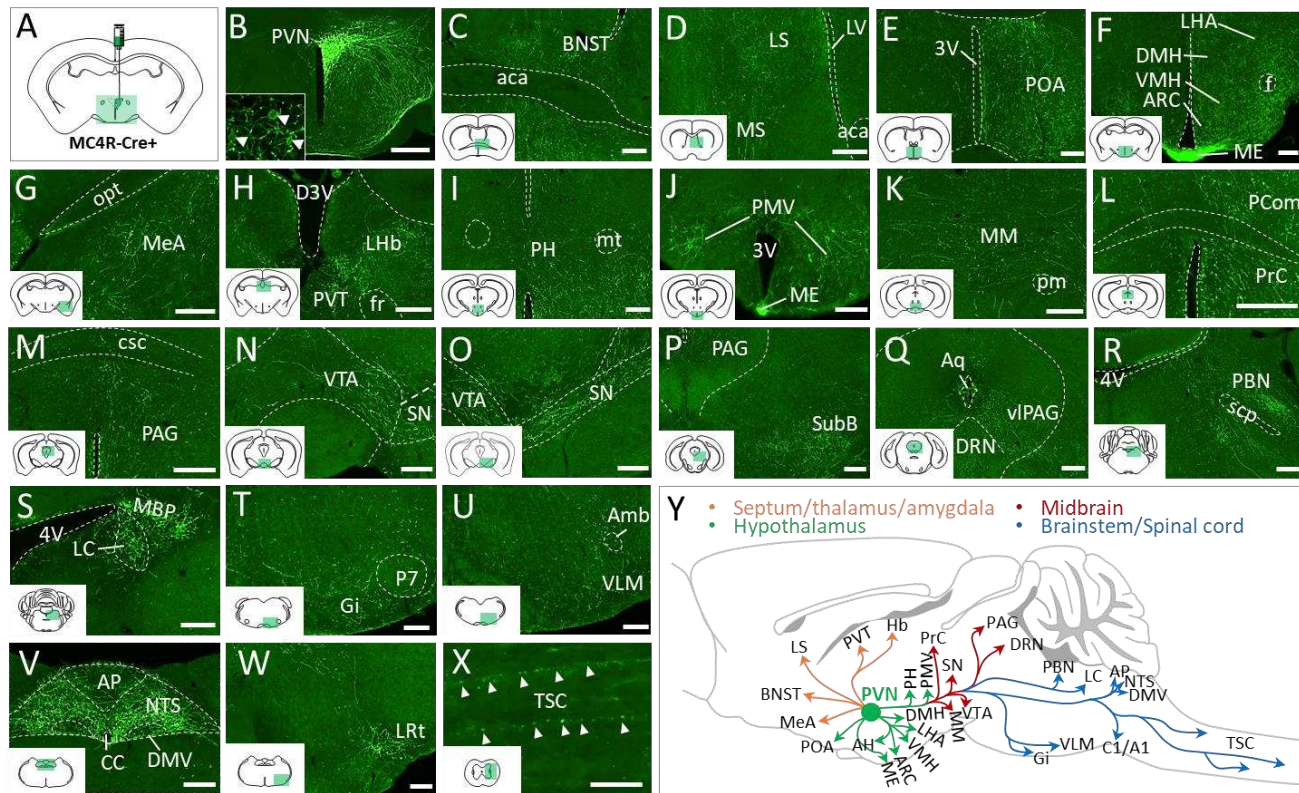 A
MC4R-Cre+
B
PVN
C
BNST
aca
D
LS
LV
MS
aca
E
3V
POA
F
LHA
DMH
VMH
ARC
f
ME
G
opt
MeA
H
D3V
LHb
PVT
fr
I
PH
mt
J
PMV
3V
ME
K
MM
pm
L
PCom
PrC
M
csc
PAG
N
VTA
SN
O
VTA
SN
P
PAG
SubB
Q
Aq
vlPAG
DRN
R
4V
PBN
scp
S
MBP
4V
LC
T
P7
Gi
U
Amb
VLM
V
AP
NTS
CC
DMV
W
LRt
X
TSC
Y
• Septum/thalamus/amygdala
• Midbrain
• Hypothalamus
• Brainstem/Spinal cord
LS
PVT
Hb
PrC
PAG
DRN
SN
PH
PMV
BNST
PVN
MeA
POA
AH
ME
ARC
VMH
LHA
DMH
MM
VTA
PBN
LC
AP
NTS
DMV
Gi
VLM
C1/A1
TSC